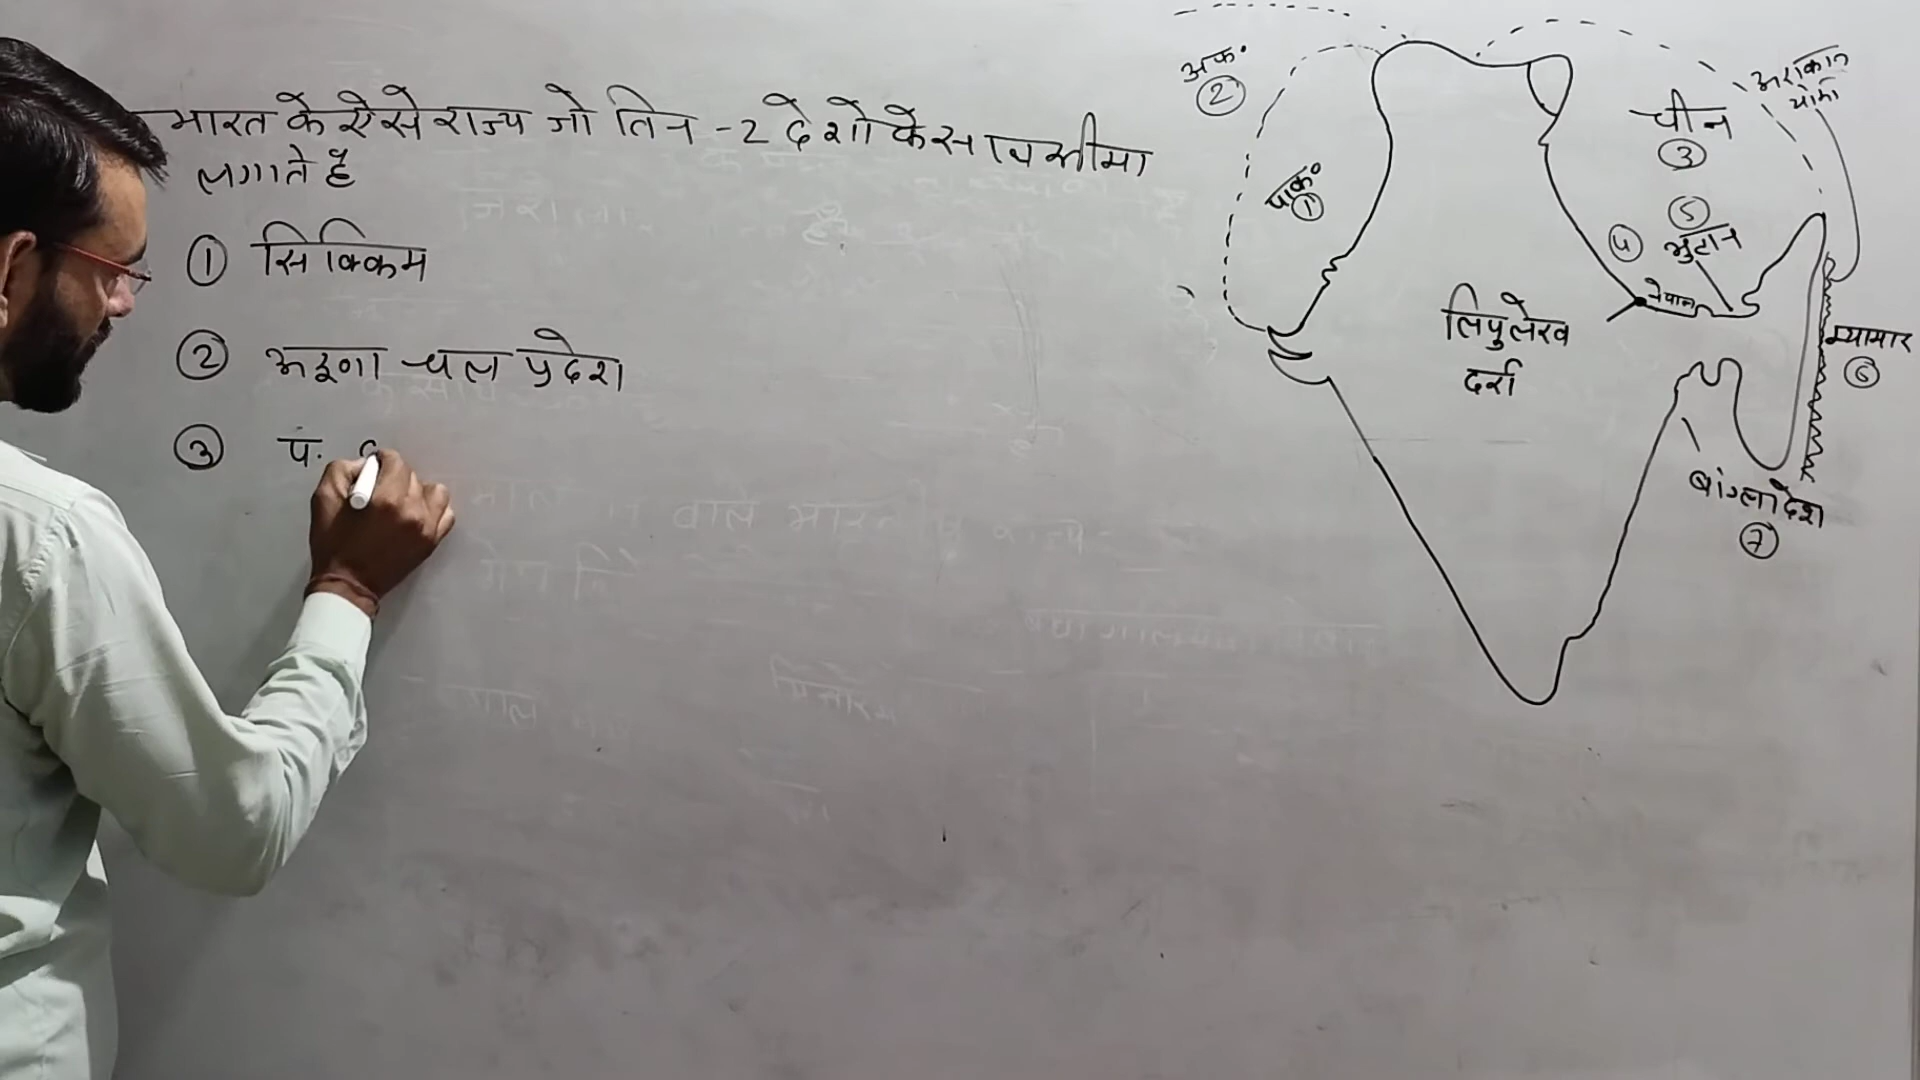 भारत के ऐसे राज्य जो तिन -2 देशो के साथ सीमा
लगाते है
① सिक्किम
② अरूणा चल प्रदेश
③ प.
अफ.
②
पाक.
①
चीन
③
अराकान
योमा
⑤
④ भुटान
नेपाल
लिपुलेख
दर्रा
म्यामार
⑥
बांग्लादेश
⑦